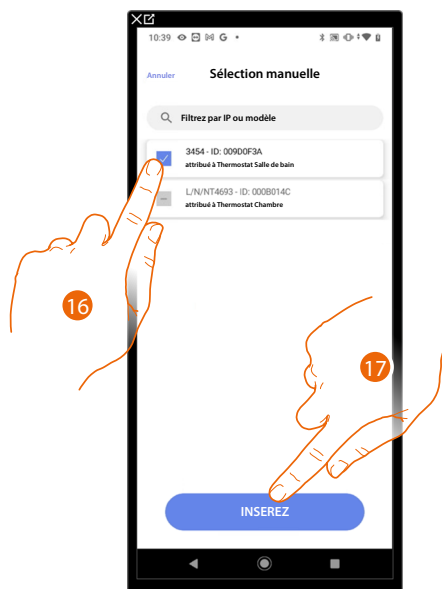 10:39 G
Annuler Sélection manuelle
Filtrez par IP ou modèle
3454 - ID: 009D0F3A
attribué à Thermostat Salle de bain
L/N/NT4693 - ID: 000B014C
attribué à Thermostat Chambre
16
17
INSEREZ